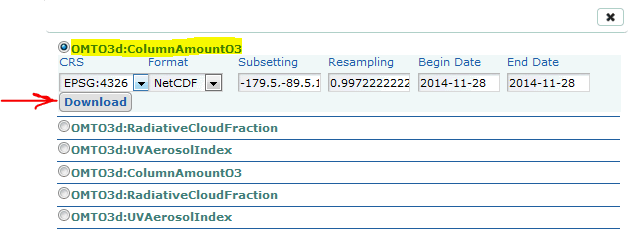 OMTO3d:ColumnAmountO3
CRS Format Subsetting Resampling Begin Date End Date
EPSG:4326 NetCDF -179.5,-89.5,1 0.9972222222 2014-11-28 2014-11-28
Download
OMTO3d:RadiativeCloudFraction
OMTO3d:UVAerosolIndex
OMTO3d:ColumnAmountO3
OMTO3d:RadiativeCloudFraction
OMTO3d:UVAerosolIndex